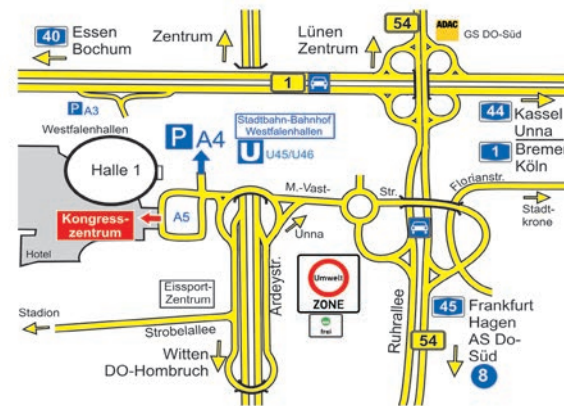 40 Essen
Bochum
Zentrum
Lünen
Zentrum
54
ADAC
GS DO-Süd
1
P A3
Westfalenhallen
Halle 1
P A4
Stadtbahn-Bahnhof
Westfalenhallen
U U45/U46
44 Kassel
Unna
1 Bremen
Köln
Florianstr.
Stadt-
krone
M.-Vast-
Str.
Kongress-
zentrum
A5
Hotel
Unna
Eissport-
Zentrum
Ardeystr.
Umwelt
ZONE
frei
Ruhrallee
Stadion
Strobelallee
Witten
DO-Hombruch
45 Frankfurt
Hagen
AS Do-
Süd
8
54